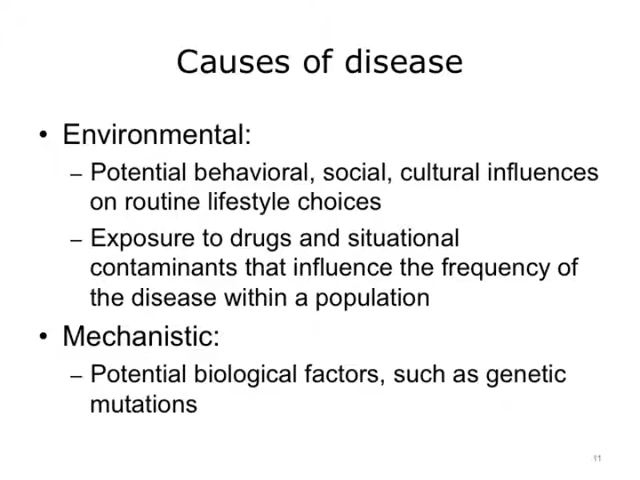 Causes of disease
• Environmental:
– Potential behavioral, social, cultural influences
on routine lifestyle choices
– Exposure to drugs and situational
contaminants that influence the frequency of
the disease within a population
• Mechanistic:
– Potential biological factors, such as genetic
mutations
11